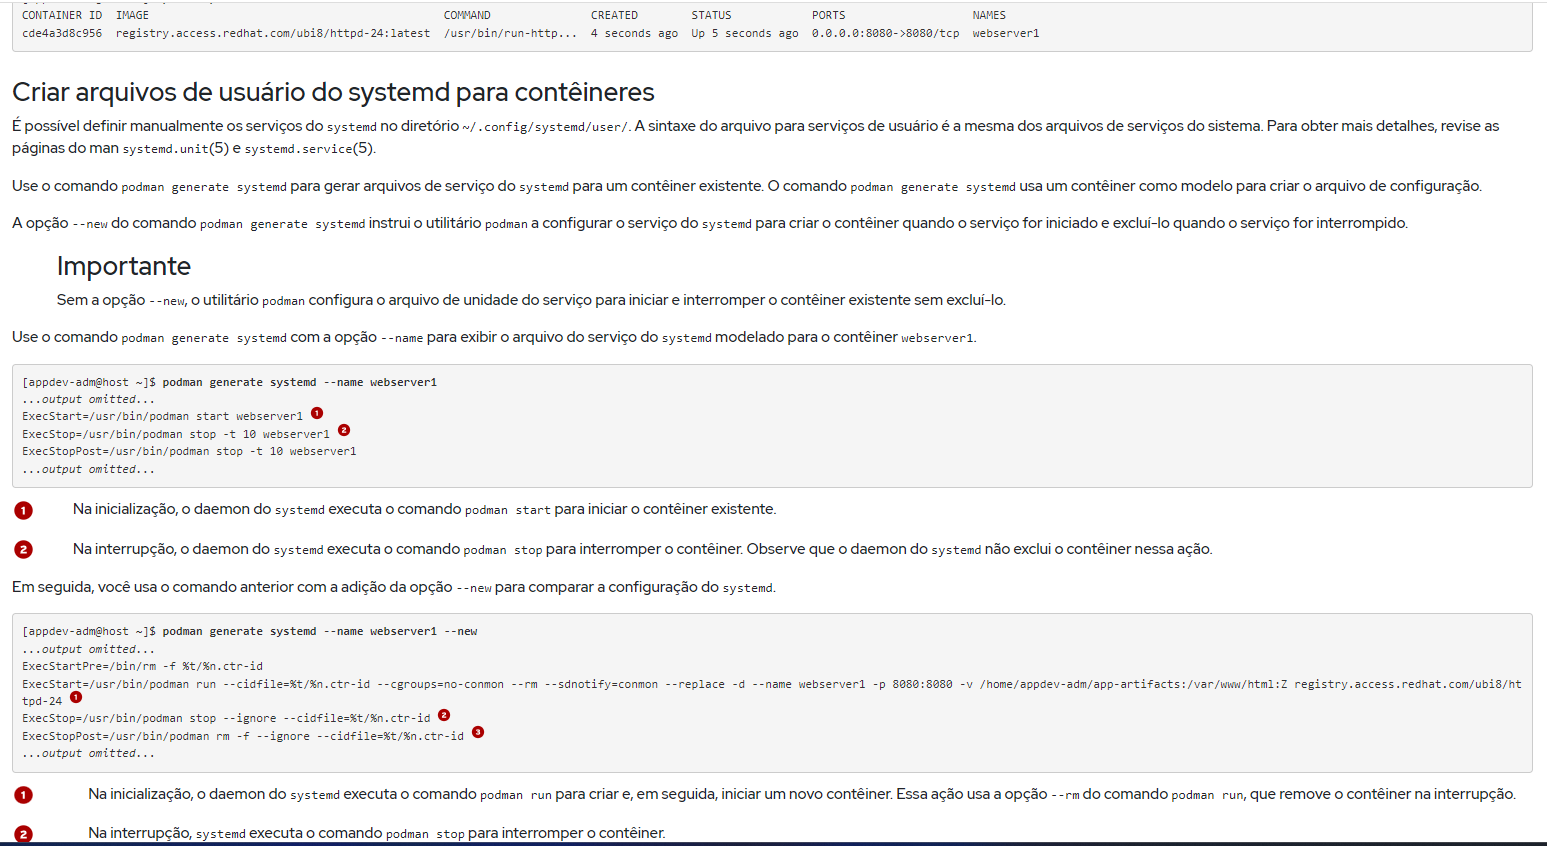 CONTAINER ID  IMAGE                                            COMMAND               CREATED        STATUS            PORTS                   NAMES
cde4a3d8c956  registry.access.redhat.com/ubi8/httpd-24:latest  /usr/bin/run-http...  4 seconds ago  Up 5 seconds ago  0.0.0.0:8080->8080/tcp  webserver1
Criar arquivos de usuário do systemd para contêineres
É possível definir manualmente os serviços do systemd no diretório ~/.config/systemd/user/. A sintaxe do arquivo para serviços de usuário é a mesma dos arquivos de serviços do sistema. Para obter mais detalhes, revise as
páginas do man systemd.unit(5) e systemd.service(5).
Use o comando podman generate systemd para gerar arquivos de serviço do systemd para um contêiner existente. O comando podman generate systemd usa um contêiner como modelo para criar o arquivo de configuração.
A opção --new do comando podman generate systemd instrui o utilitário podman a configurar o serviço do systemd para criar o contêiner quando o serviço for iniciado e excluí-lo quando o serviço for interrompido.
Importante
Sem a opção --new, o utilitário podman configura o arquivo de unidade do serviço para iniciar e interromper o contêiner existente sem excluí-lo.
Use o comando podman generate systemd com a opção --name para exibir o arquivo do serviço do systemd modelado para o contêiner webserver1.
[appdev-adm@host ~]$ podman generate systemd --name webserver1
...output omitted...
ExecStart=/usr/bin/podman start webserver1 1
ExecStop=/usr/bin/podman stop -t 10 webserver1 2
ExecStopPost=/usr/bin/podman stop -t 10 webserver1
...output omitted...
1 Na inicialização, o daemon do systemd executa o comando podman start para iniciar o contêiner existente.
2 Na interrupção, o daemon do systemd executa o comando podman stop para interromper o contêiner. Observe que o daemon do systemd não exclui o contêiner nessa ação.
Em seguida, você usa o comando anterior com a adição da opção --new para comparar a configuração do systemd.
[appdev-adm@host ~]$ podman generate systemd --name webserver1 --new
...output omitted...
ExecStartPre=/bin/rm -f %t/%n.ctr-id
ExecStart=/usr/bin/podman run --cidfile=%t/%n.ctr-id --cgroups=no-conmon --rm --sdnotify=conmon --replace -d --name webserver1 -p 8080:8080 -v /home/appdev-adm/app-artifacts:/var/www/html:Z registry.access.redhat.com/ubi8/ht
tpd-24 1
ExecStop=/usr/bin/podman stop --ignore --cidfile=%t/%n.ctr-id 2
ExecStopPost=/usr/bin/podman rm -f --ignore --cidfile=%t/%n.ctr-id 3
...output omitted...
1 Na inicialização, o daemon do systemd executa o comando podman run para criar e, em seguida, iniciar um novo contêiner. Essa ação usa a opção --rm do comando podman run, que remove o contêiner na interrupção.
2 Na interrupção, systemd executa o comando podman stop para interromper o contêiner.